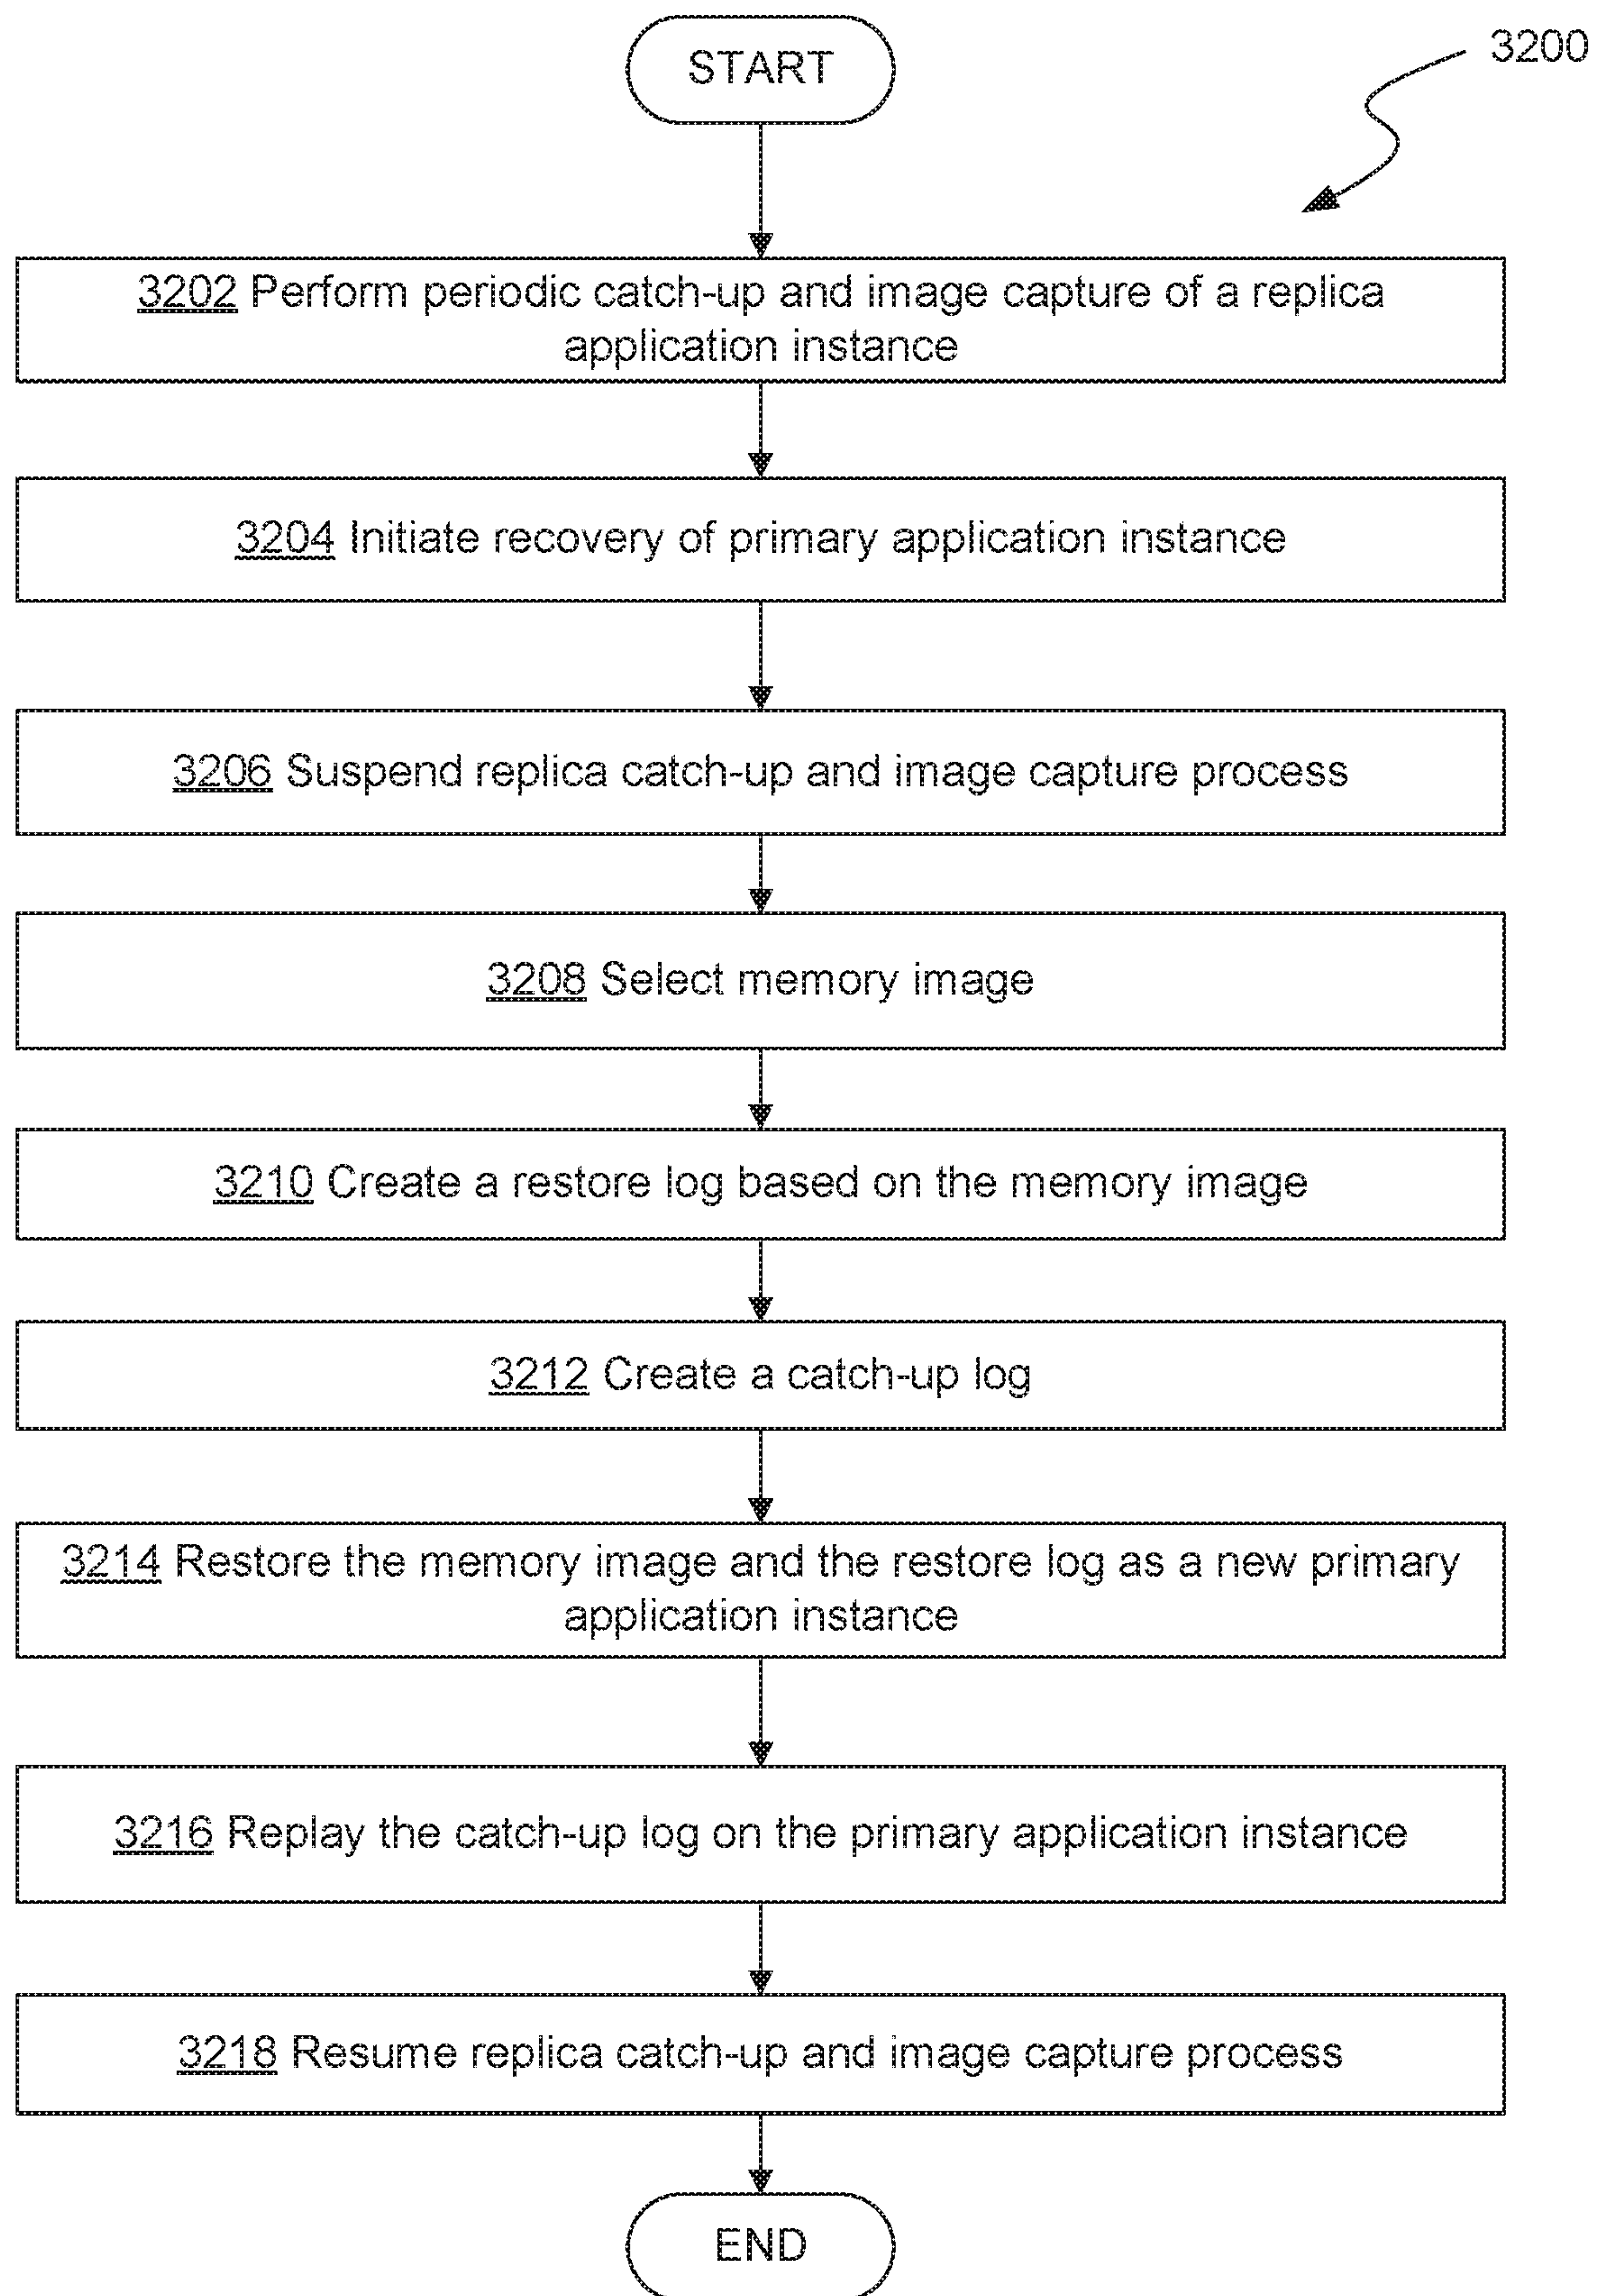 START
3200
3202 Perform periodic catch-up and image capture of a replica
application instance
3204 Initiate recovery of primary application instance
3206 Suspend replica catch-up and image capture process
3208 Select memory image
3210 Create a restore log based on the memory image
3212 Create a catch-up log
3214 Restore the memory image and the restore log as a new primary
application instance
3216 Replay the catch-up log on the primary application instance
3218 Resume replica catch-up and image capture process
END